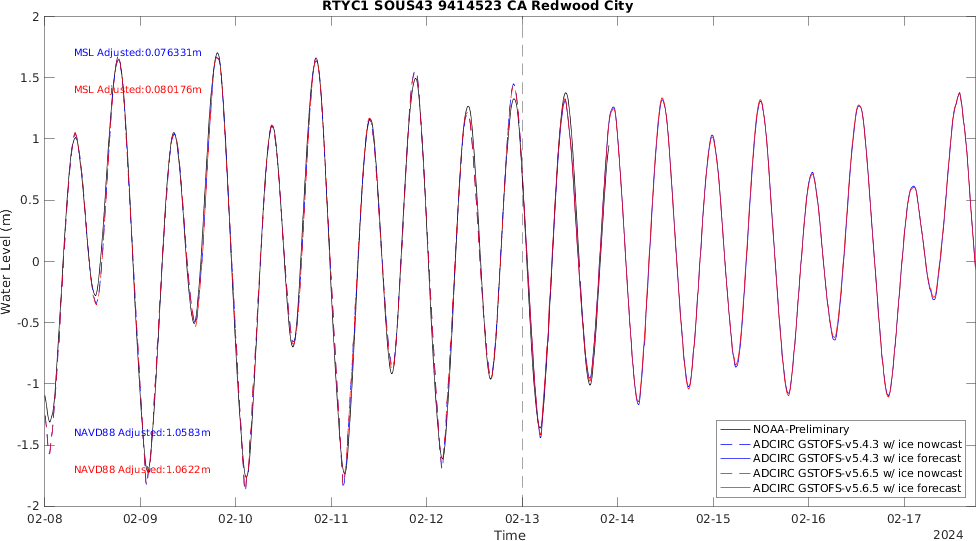 RTYC1 SOUS43 9414523 CA Redwood City
2
1.5
1
0.5
0
-0.5
-1
-1.5
-2
Water Level (m)
MSL Adjusted:0.076331m
MSL Adjusted:0.080176m
NAVD88 Adjusted:1.0583m
NAVD88 Adjusted:1.0622m
NOAA-Preliminary
ADCIRC GSTOFS-v5.4.3 w/ ice nowcast
ADCIRC GSTOFS-v5.4.3 w/ ice forecast
ADCIRC GSTOFS-v5.6.5 w/ ice nowcast
ADCIRC GSTOFS-v5.6.5 w/ ice forecast
02-08 02-09 02-10 02-11 02-12 02-13 02-14 02-15 02-16 02-17
Time
2024